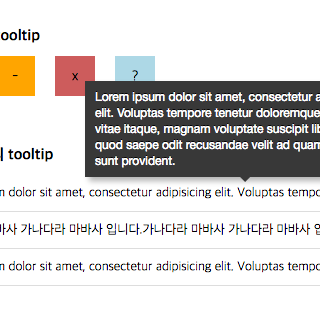 ooltip
- x ?
Lorem ipsum dolor sit amet, consectetur a
elit. Voluptas tempore tenetur doloremque
vitae itaque, magnam voluptate suscipit lib
quod saepe odit recusandae velit ad quam
sunt provident.
tooltip
n dolor sit amet, consectetur adipisicing elit. Voluptas tempo
바사 가나다라 마바사 입니다.가나다라 마바사 가나다라 마바사 입
n dolor sit amet, consectetur adipisicing elit. Voluptas tempo